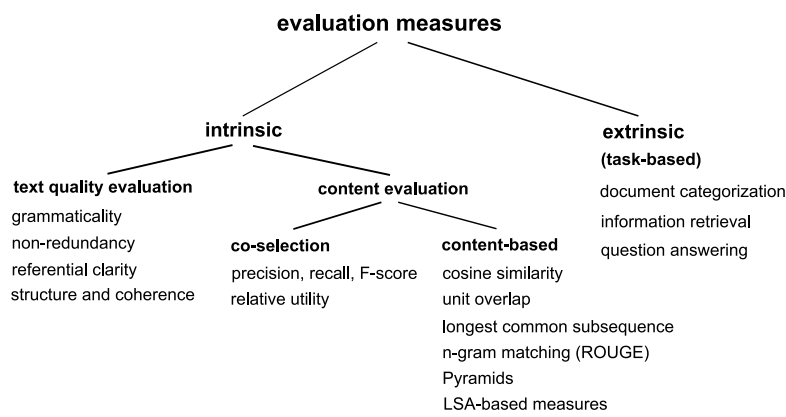 evaluation measures
intrinsic
extrinsic
(task-based)
document categorization
information retrieval
question answering
text quality evaluation
grammaticality
non-redundancy
referential clarity
structure and coherence
content evaluation
co-selection
precision, recall, F-score
relative utility
content-based
cosine similarity
unit overlap
longest common subsequence
n-gram matching (ROUGE)
Pyramids
LSA-based measures